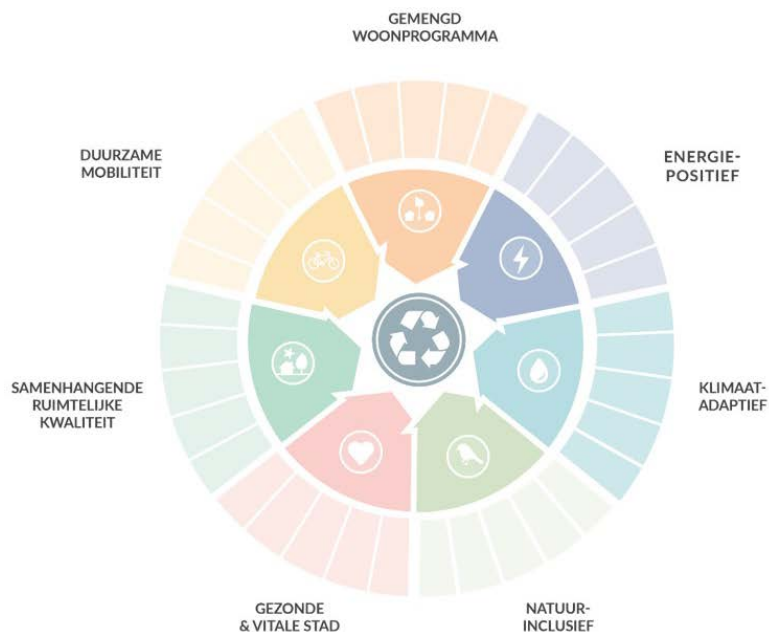 GEMENGD
WOONPROGRAMMA
DUURZAME
MOBILITEIT
ENERGIE-
POSITIEF
SAMENHANGENDE
RUIMTELIJKE
KWALITEIT
KLIMAAT-
ADAPTIEF
GEZONDE
& VITALE STAD
NATUUR-
INCLUSIEF